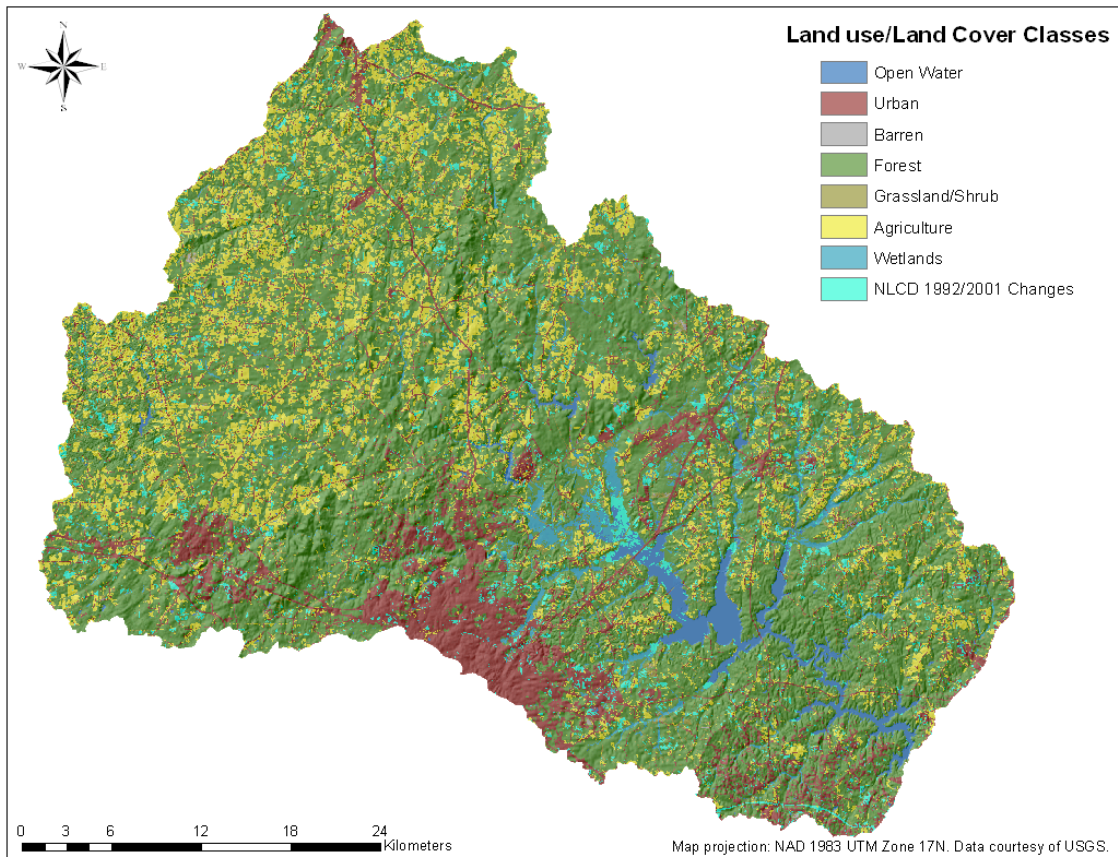 N
W E
S
Land use/Land Cover Classes
Open Water
Urban
Barren
Forest
Grassland/Shrub
Agriculture
Wetlands
NLCD 1992/2001 Changes
0 3 6 12 18 24
Kilometers
Map projection: NAD 1983 UTM Zone 17N. Data courtesy of USGS.